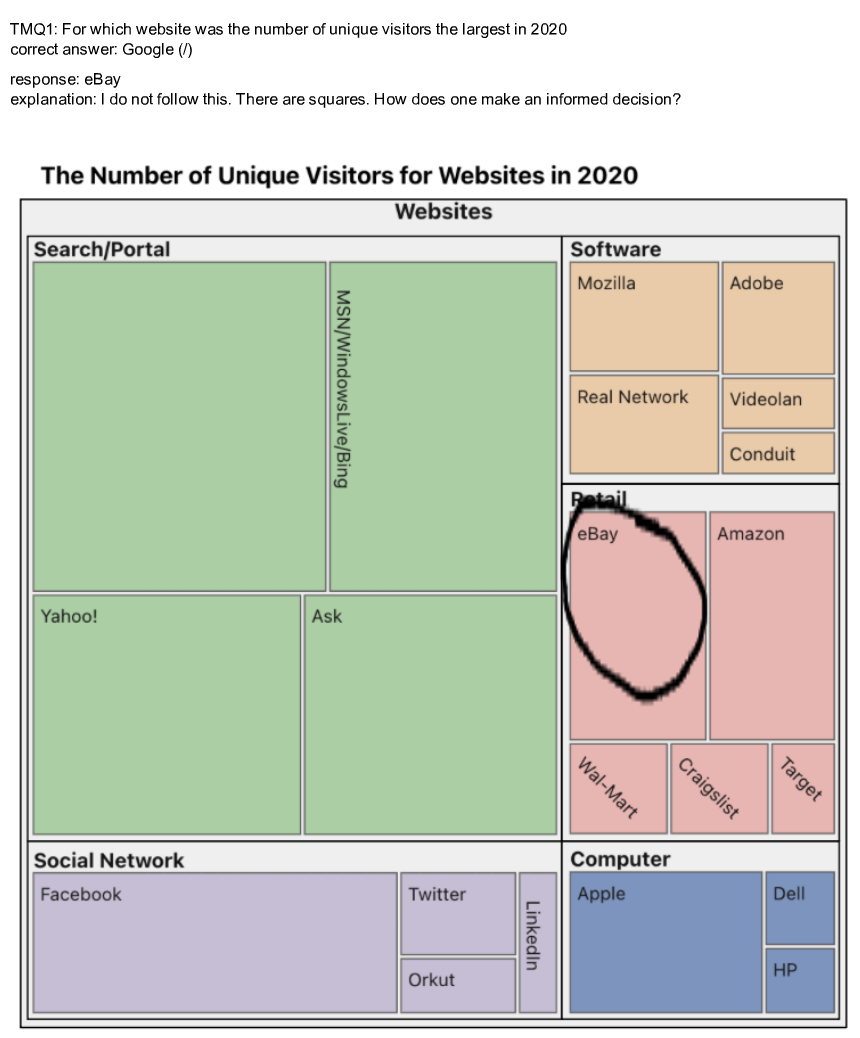 TMQ1: For which website was the number of unique visitors the largest in 2020
correct answer: Google (/)
response: eBay
explanation: I do not follow this. There are squares. How does one make an informed decision?
The Number of Unique Visitors for Websites in 2020
Websites
Search/Portal
MSN/WindowsLive/Bing
Yahoo!
Ask
Software
Mozilla
Adobe
Real Network
Videolan
Conduit
Retail
eBay
Amazon
Wal-Mart
Craigslist
Target
Social Network
Facebook
Twitter
Orkut
LinkedIn
Computer
Apple
Dell
HP